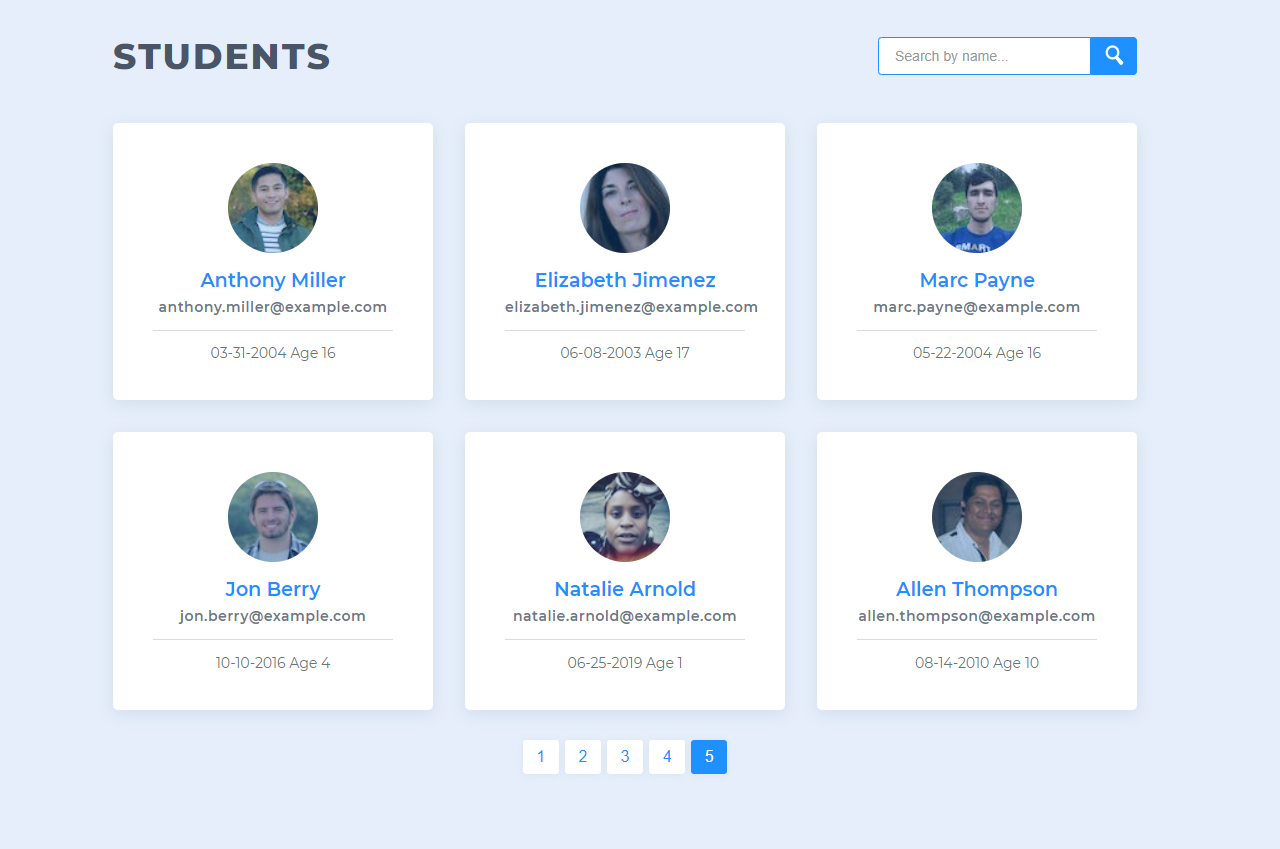 STUDENTS
Search by name...
Anthony Miller
anthony.miller@example.com
03-31-2004 Age 16
Elizabeth Jimenez
elizabeth.jimenez@example.com
06-08-2003 Age 17
Marc Payne
marc.payne@example.com
05-22-2004 Age 16
SMART
Jon Berry
jon.berry@example.com
10-10-2016 Age 4
Natalie Arnold
natalie.arnold@example.com
06-25-2019 Age 1
Allen Thompson
allen.thompson@example.com
08-14-2010 Age 10
1 2 3 4 5